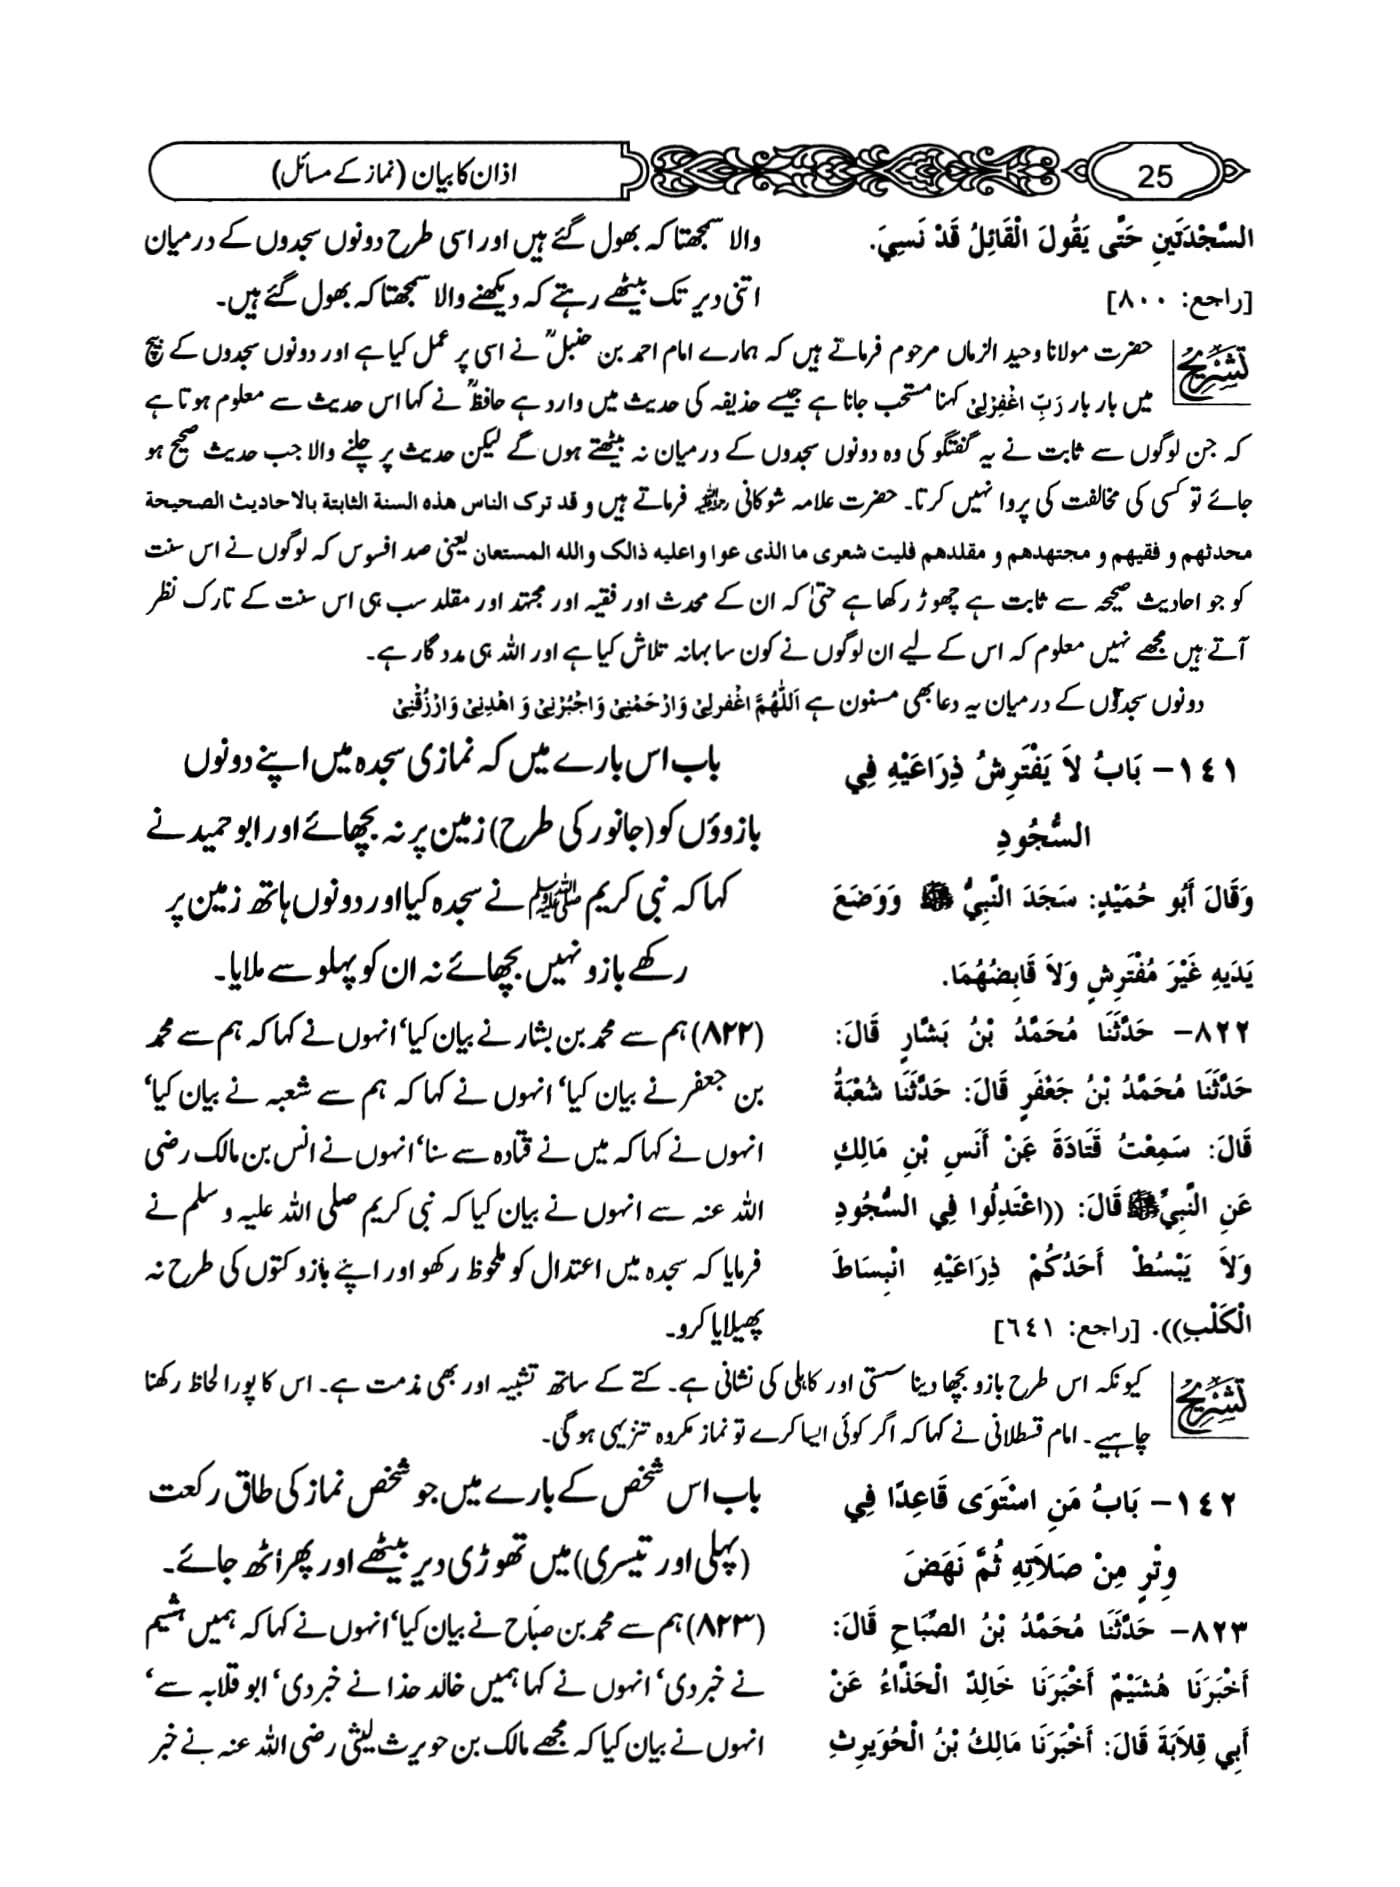 25
اذان کا بیان (نماز کے مسائل)
السَّجْدَتَينِ حَتَّى يَقُولَ الْقَائِلُ قَدْ نَسِيَ.
[راجع: ٨٠٠]
والا سمجھتا کہ بھول گئے ہیں اور اسی طرح دونوں سجدوں کے درمیان
اتنی دیر تک بیٹھے رہتے کہ دیکھنے والا سمجھتا کہ بھول گئے ہیں۔
تشریح
حضرت مولانا وحید الزماں مرحوم فرماتے ہیں کہ ہمارے امام احمد بن حنبلؒ نے اسی پر عمل کیا ہے اور دونوں سجدوں کے بیچ
میں بار بار رَبِّ اغْفِرْلِیْ کہنا مستحب جانا ہے جیسے حذیفہ کی حدیث میں وارد ہے حافظؒ نے کہا اس حدیث سے معلوم ہوتا ہے
کہ جن لوگوں سے ثابت نے یہ گفتگو کی وہ دونوں سجدوں کے درمیان نہ بیٹھتے ہوں گے لیکن حدیث پر چلنے والا جب حدیث صحیح ہو
جائے تو کسی کی مخالفت کی پروا نہیں کرتا۔ حضرت علامہ شوکانی رحمہ اللہ فرماتے ہیں و قد ترک الناس هذه السنة الثابتة بالاحادیث الصحیحة
محدثهم و فقیهم و مجتهدهم و مقلدهم فلیت شعری ما الذی عوا واعلیه ذالک والله المستعان یعنی صد افسوس کہ لوگوں نے اس سنت
کو جو احادیث صحیحہ سے ثابت ہے چھوڑ رکھا ہے حتیٰ کہ ان کے محدث اور فقیہ اور مجتہد اور مقلد سب ہی اس سنت کے تارک نظر
آتے ہیں مجھے نہیں معلوم کہ اس کے لیے ان لوگوں نے کون سا بہانہ تلاش کیا ہے اور اللہ ہی مددگار ہے۔
دونوں سجدوں کے درمیان یہ دعا بھی مسنون ہے اَللّٰهُمَّ اغْفِرلِیْ وَارْحَمْنِیْ وَاجْبُرْنِیْ وَ اهْدِنِیْ وَارْزُقْنِیْ
١٤١- بَابُ لاَ يَفْتَرِشُ ذِرَاعَيْهِ فِي
السُّجُودِ
وَقَالَ أَبُو حُمَيْدٍ: سَجَدَ النَّبِيُّ ﷺ وَوَضَعَ
يَدَيهِ غَيْرَ مُفْتَرِشٍ وَلاَ قَابِضُهُمَا.
باب اس بارے میں کہ نمازی سجدہ میں اپنے دونوں
بازوؤں کو (جانور کی طرح) زمین پر نہ بچھائے اور ابو حمید نے
کہا کہ نبی کریم ﷺ نے سجدہ کیا اور دونوں ہاتھ زمین پر
رکھے بازو نہیں بچھائے نہ ان کو پہلو سے ملایا۔
٨٢٢- حَدَّثَنَا مُحَمَّدُ بْنُ بَشَّارٍ قَالَ:
حَدَّثَنَا مُحَمَّدُ بْنُ جَعْفَرٍ قَالَ: حَدَّثَنَا شُعْبَةُ
قَالَ: سَمِعْتُ قَتَادَةَ عَنْ أَنَسِ بْنِ مَالِكٍ
عَنِ النَّبِيِّ ﷺ قَالَ: ((اعْتَدِلُوا فِي السُّجُودِ
وَلاَ يَبْسُطْ أَحَدُكُمْ ذِرَاعَيْهِ انْبِسَاطَ
الْكَلْبِ)). [راجع: ٦٤١]
(۸۲۲) ہم سے محمد بن بشار نے بیان کیا‘ انہوں نے کہا کہ ہم سے محمد
بن جعفر نے بیان کیا‘ انہوں نے کہا کہ ہم سے شعبہ نے بیان کیا‘
انہوں نے کہا کہ میں نے قتادہ سے سنا‘ انہوں نے انس بن مالک رضی
اللہ عنہ سے انہوں نے بیان کیا کہ نبی کریم صلی اللہ علیہ و سلم نے
فرمایا کہ سجدہ میں اعتدال کو ملحوظ رکھو اور اپنے بازو کتوں کی طرح نہ
پھیلایا کرو۔
تشریح
کیونکہ اس طرح بازو بچھا دینا سستی اور کاہلی کی نشانی ہے۔ کتے کے ساتھ تشبیہ اور بھی مذمت ہے۔ اس کا پورا لحاظ رکھنا
چاہیے۔ امام قسطلانی نے کہا کہ اگر کوئی ایسا کرے تو نماز مکروہ تنزیہی ہوگی۔
١٤٢- بَابُ مَنِ اسْتَوَى قَاعِدًا فِي
وِتْرٍ مِنْ صَلاَتِهِ ثُمَّ نَهَضَ
باب اس شخص کے بارے میں جو شخص نماز کی طاق رکعت
(پہلی اور تیسری) میں تھوڑی دیر بیٹھے اور پھر اٹھ جائے۔
٨٢٣- حَدَّثَنَا مُحَمَّدُ بْنُ الصَّبَّاحِ قَالَ:
أَخْبَرَنَا هُشَيْمٌ أَخْبَرَنَا خَالِدٌ الْحَذَّاءُ عَنْ
أَبِي قِلاَبَةَ قَالَ: أَخْبَرَنَا مَالِكُ بْنُ الْحُوَيرِثِ
(۸۲۳) ہم سے محمد بن صباح نے بیان کیا‘ انہوں نے کہا کہ ہمیں ہشیم
نے خبر دی‘ انہوں نے کہا ہمیں خالد حذا نے خبر دی‘ ابو قلابہ سے‘
انہوں نے بیان کیا کہ مجھے مالک بن حویرث لیثی رضی اللہ عنہ نے خبر